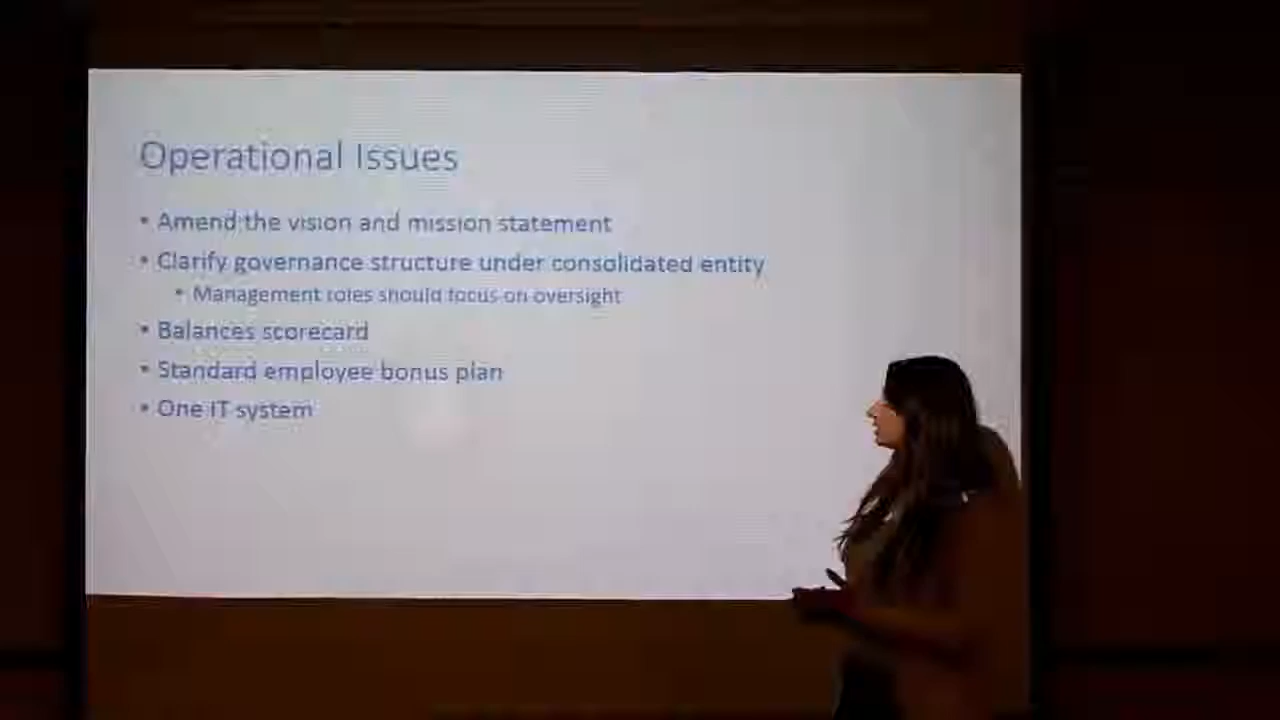 Operational Issues
• Amend the vision and mission statement
• Clarify governance structure under consolidated entity
• Management roles should focus on oversight
• Balances scorecard
• Standard employee bonus plan
• One IT system